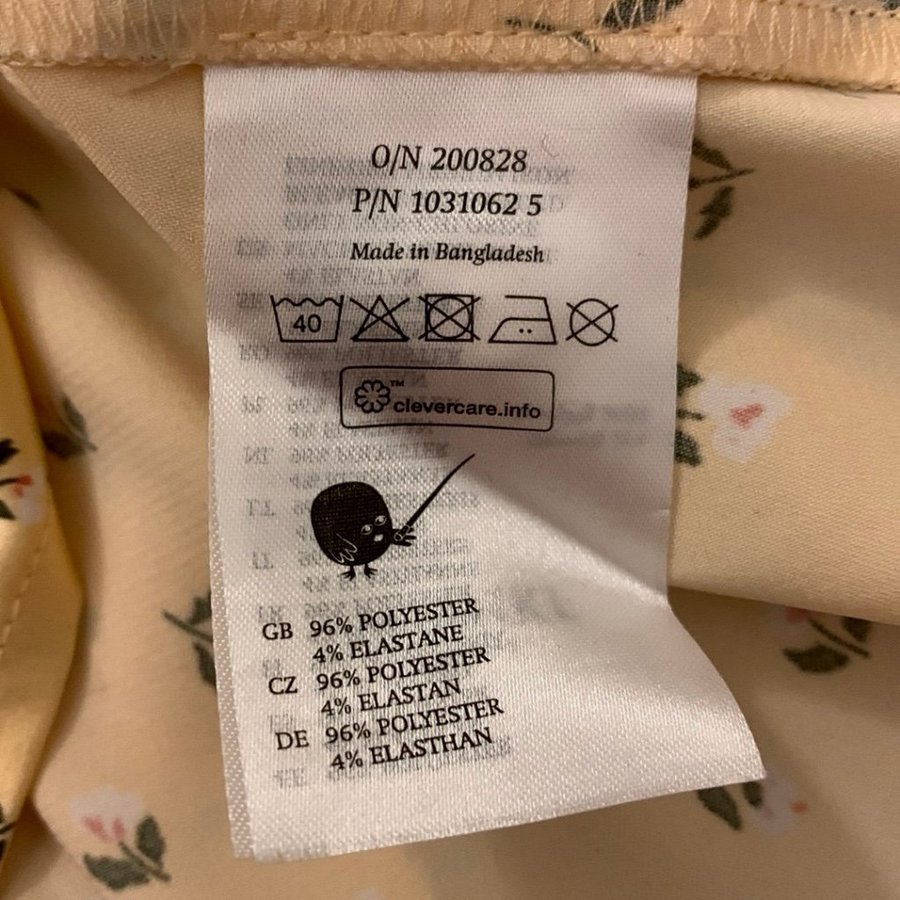 O/N 200828
P/N 1031062 5
Made in Bangladesh
40
™
clevercare.info
GB 96% POLYESTER
4% ELASTANE
CZ 96% POLYESTER
4% ELASTAN
DE 96% POLYESTER
4% ELASTHAN